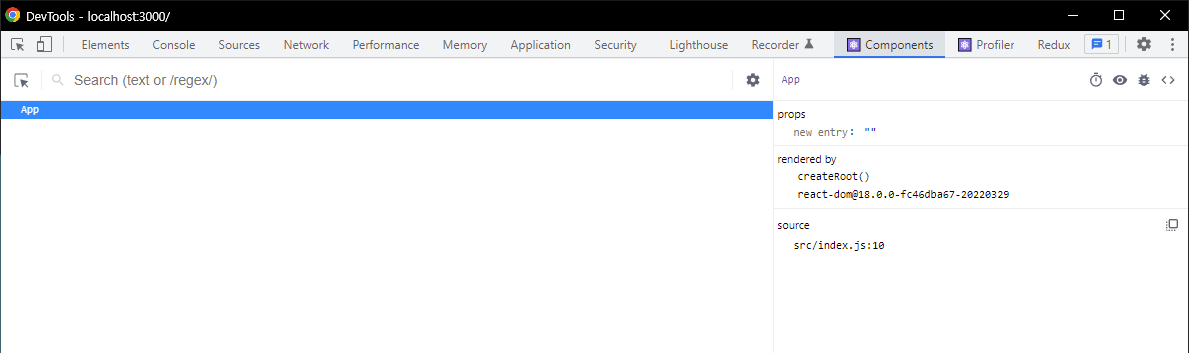 DevTools - localhost:3000/
Elements Console Sources Network Performance Memory Application Security Lighthouse Recorder Components Profiler Redux 1
Search (text or /regex/)
App
App
props
new entry: ""
rendered by
createRoot()
react-dom@18.0.0-fc46dba67-20220329
source
src/index.js:10